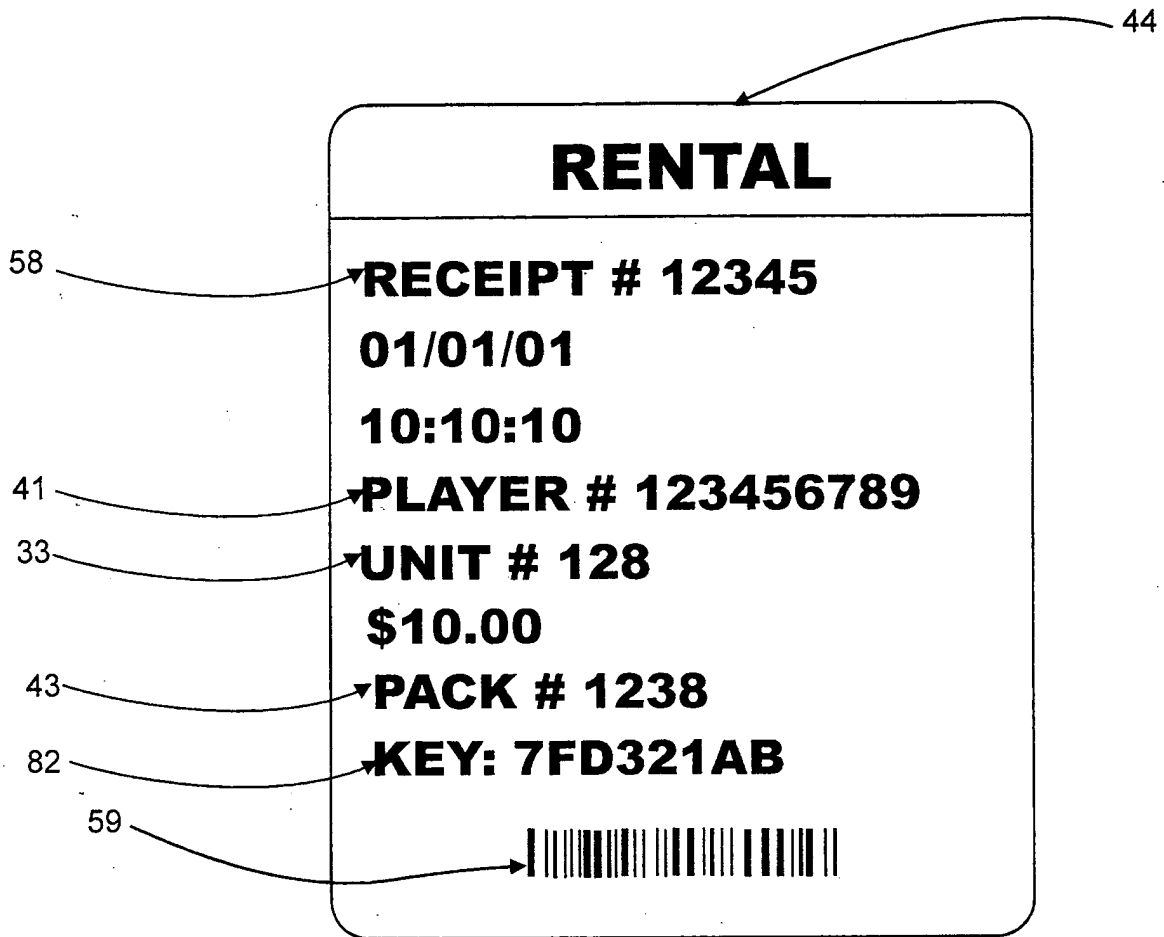 44
RENTAL
58 RECEIPT # 12345
01/01/01
10:10:10
41 PLAYER # 123456789
33 UNIT # 128
$10.00
43 PACK # 1238
82 KEY: 7FD321AB
59